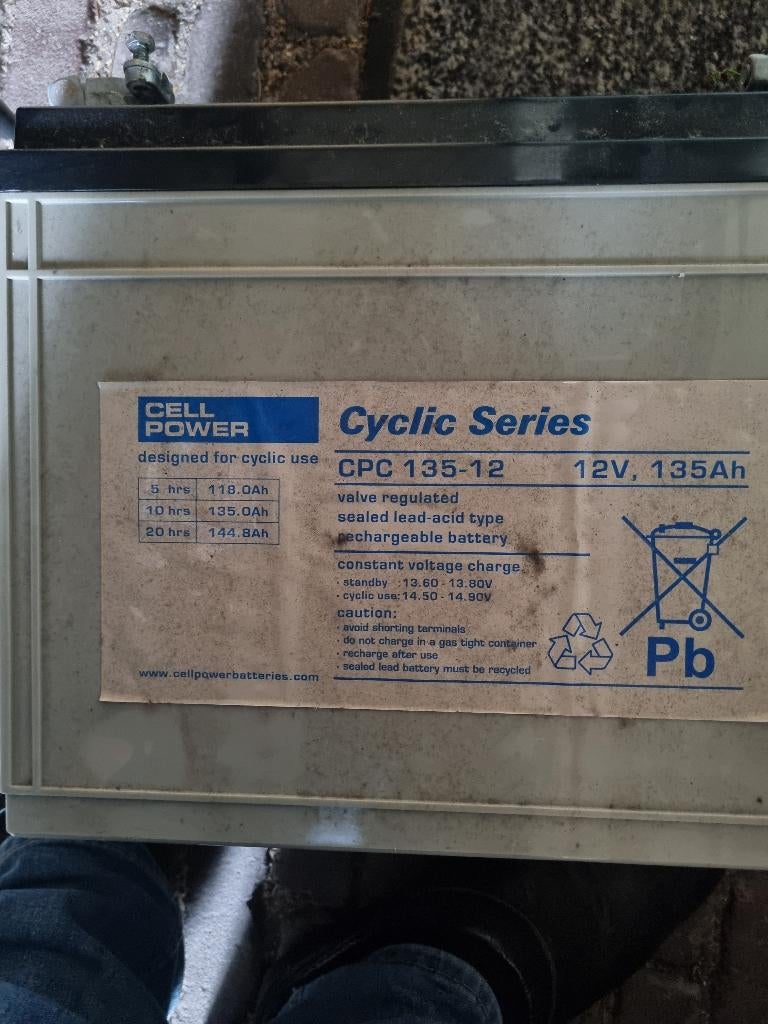 CELL
POWER
designed for cyclic use
5 hrs 118.0Ah
10 hrs 135.0Ah
20 hrs 144.8Ah
www.cellpowerbatteries.com
Cyclic Series
CPC 135-12 12V, 135Ah
valve regulated
sealed lead-acid type
rechargeable battery
constant voltage charge
· standby :13.60 - 13.80V
· cyclic use:14.50 - 14.90V
caution:
· avoid shorting terminals
· do not charge in a gas tight container
· recharge after use
· sealed lead battery must be recycled
Pb